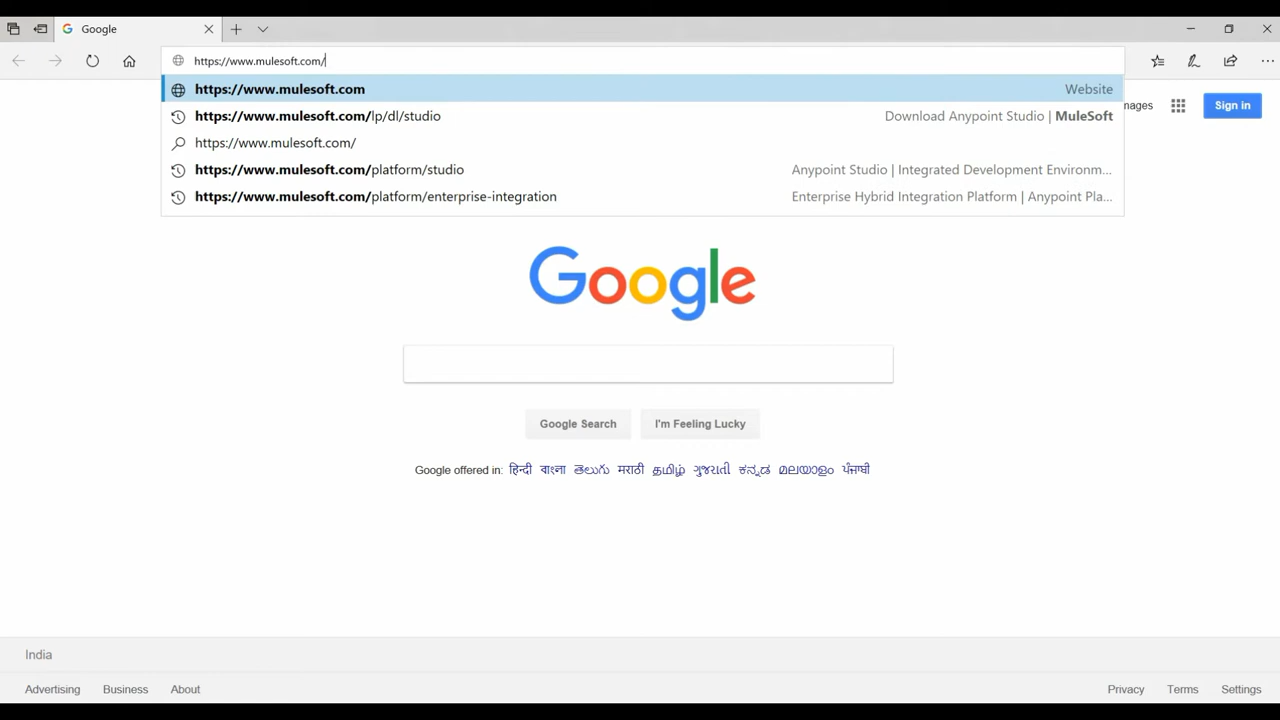 Google
https://www.mulesoft.com/
https://www.mulesoft.com Website
https://www.mulesoft.com/lp/dl/studio Download Anypoint Studio | MuleSoft
https://www.mulesoft.com/
https://www.mulesoft.com/platform/studio Anypoint Studio | Integrated Development Environm...
https://www.mulesoft.com/platform/enterprise-integration Enterprise Hybrid Integration Platform | Anypoint Pla...
mages Sign in
Google
Google Search I'm Feeling Lucky
Google offered in: हिन्दी বাংলা తెలుగు मराठी தமிழ் ગુજરાતી ಕನ್ನಡ മലയാളം ਪੰਜਾਬੀ
India
Advertising Business About Privacy Terms Settings